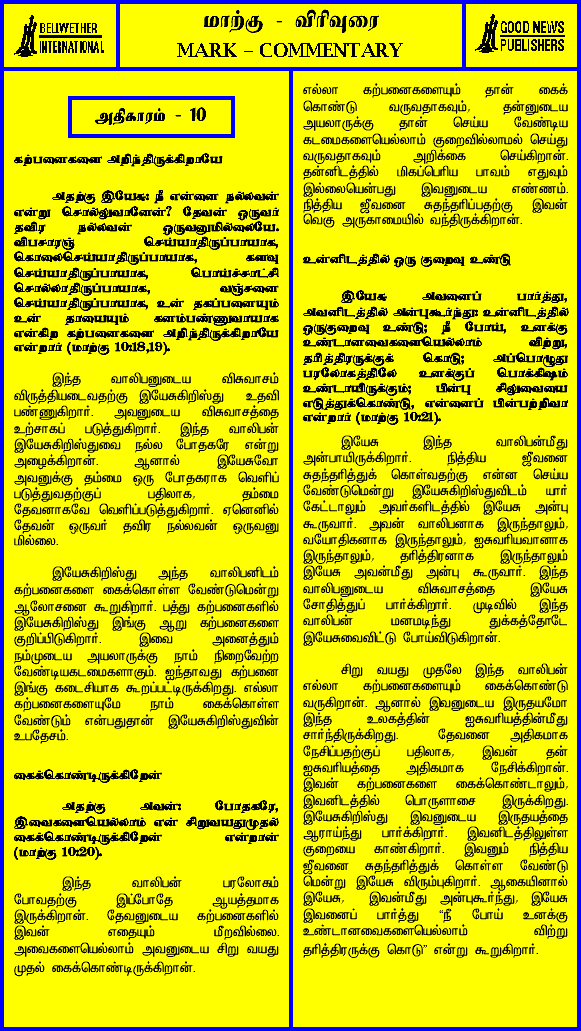 BELWETHER
INTERNATIONAL
மாற்கு - விரிவுரை
MARK – COMMENTARY
GOOD NEWS
PUBLISHERS
அதிகாரம் - 10
கற்பனைகளை அறிந்திருக்கிறாயே
அதற்கு இயேசு: நீ என்னை நல்லவன்
என்று சொல்லுவானேன்? தேவன் ஒருவர்
தவிர நல்லவன் ஒருவனுமில்லையே.
விபசாரஞ் செய்யாதிருப்பாயாக,
கொலைசெய்யாதிருப்பாயாக, களவு
செய்யாதிருப்பாயாக, பொய்ச்சாட்சி
சொல்லாதிருப்பாயாக, வஞ்சனை
செய்யாதிருப்பாயாக, உன் தகப்பனையும்
உன் தாயையும் கனம்பண்ணுவாயாக
என்கிற கற்பனைகளை அறிந்திருக்கிறாயே
என்றார் (மாற்கு 10:18,19).
இந்த வாலிபனுடைய விசுவாசம்
விருத்தியடைவதற்கு இயேசுகிறிஸ்து உதவி
பண்ணுகிறார். அவனுடைய விசுவாசத்தை
உற்சாகப் படுத்துகிறார். இந்த வாலிபன்
இயேசுகிறிஸ்துவை நல்ல போதகரே என்று
அழைக்கிறான். ஆனால் இயேசுவோ
அவனுக்கு தம்மை ஒரு போதகராக வெளிப்
படுத்துவதற்குப் பதிலாக, தம்மை
தேவனாகவே வெளிப்படுத்துகிறார். ஏனெனில்
தேவன் ஒருவர் தவிர நல்லவன் ஒருவனு
மில்லை.
இயேசுகிறிஸ்து அந்த வாலிபனிடம்
கற்பனைகளை கைக்கொள்ள வேண்டுமென்று
ஆலோசனை கூறுகிறார். பத்து கற்பனைகளில்
இயேசுகிறிஸ்து இங்கு ஆறு கற்பனைகளை
குறிப்பிடுகிறார். இவை அனைத்தும்
நம்முடைய அயலாருக்கு நாம் நிறைவேற்ற
வேண்டியகடமைகளாகும். ஐந்தாவது கற்பனை
இங்கு கடைசியாக கூறப்பட்டிருக்கிறது. எல்லா
கற்பனைகளையுமே நாம் கைக்கொள்ள
வேண்டும் என்பதுதான் இயேசுகிறிஸ்துவின்
உபதேசம்.
கைக்கொண்டிருக்கிறேன்
அதற்கு அவன்: போதகரே,
இவைகளையெல்லாம் என் சிறுவயதுமுதல்
கைக்கொண்டிருக்கிறேன் என்றான்
(மாற்கு 10:20).
இந்த வாலிபன் பரலோகம்
போவதற்கு இப்போதே ஆயத்தமாக
இருக்கிறான். தேவனுடைய கற்பனைகளில்
இவன் எதையும் மீறவில்லை.
அவைகளையெல்லாம் அவனுடைய சிறு வயது
முதல் கைக்கொண்டிருக்கிறான்.
எல்லா கற்பனைகளையும் தான் கைக்
கொண்டு வருவதாகவும், தன்னுடைய
அயலாருக்கு தான் செய்ய வேண்டிய
கடமைகளையெல்லாம் குறைவில்லாமல் செய்து
வருவதாகவும் அறிக்கை செய்கிறான்.
தன்னிடத்தில் மிகப்பெரிய பாவம் எதுவும்
இல்லையென்பது இவனுடைய எண்ணம்.
நித்திய ஜீவனை சுதந்தரிப்பதற்கு இவன்
வெகு அருகாமையில் வந்திருக்கிறான்.
உன்னிடத்தில் ஒரு குறைவு உண்டு
இயேசு அவனைப் பார்த்து,
அவனிடத்தில் அன்புகூர்ந்து: உன்னிடத்தில்
ஒருகுறைவு உண்டு; நீ போய், உனக்கு
உண்டானவைகளையெல்லாம் விற்று,
தரித்திரருக்குக் கொடு; அப்பொழுது
பரலோகத்திலே உனக்குப் பொக்கிஷம்
உண்டாயிருக்கும்; பின்பு சிலுவையை
எடுத்துக்கொண்டு, என்னைப் பின்பற்றிவா
என்றார் (மாற்கு 10:21).
இயேசு இந்த வாலிபன்மீது
அன்பாயிருக்கிறார். நித்திய ஜீவனை
சுதந்தரித்துக் கொள்வதற்கு என்ன செய்ய
வேண்டுமென்று இயேசுகிறிஸ்துவிடம் யார்
கேட்டாலும் அவர்களிடத்தில் இயேசு அன்பு
கூருவார். அவன் வாலிபனாக இருந்தாலும்,
வயோதிகனாக இருந்தாலும், ஐசுவரியவானாக
இருந்தாலும், தரித்திரனாக இருந்தாலும்
இயேசு அவன்மீது அன்பு கூருவார். இந்த
வாலிபனுடைய விசுவாசத்தை இயேசு
சோதித்துப் பார்க்கிறார். முடிவில் இந்த
வாலிபன் மனமடிந்து துக்கத்தோடே
இயேசுவைவிட்டு போய்விடுகிறான்.
சிறு வயது முதலே இந்த வாலிபன்
எல்லா கற்பனைகளையும் கைக்கொண்டு
வருகிறான். ஆனால் இவனுடைய இருதயமோ
இந்த உலகத்தின் ஐசுவரியத்தின்மீது
சார்ந்திருக்கிறது. தேவனை அதிகமாக
நேசிப்பதற்குப் பதிலாக, இவன் தன்
ஐசுவரியத்தை அதிகமாக நேசிக்கிறான்.
இவன் கற்பனைகளை கைக்கொண்டாலும்,
இவனிடத்தில் பொருளாசை இருக்கிறது.
இயேசுகிறிஸ்து இவனுடைய இருதயத்தை
ஆராய்ந்து பார்க்கிறார். இவனிடத்திலுள்ள
குறையை காண்கிறார். இவனும் நித்திய
ஜீவனை சுதந்தரித்துக் கொள்ள வேண்டு
மென்று இயேசு விரும்புகிறார். ஆகையினால்
இயேசு, இவன்மீது அன்புகூர்ந்து, இயேசு
இவனைப் பார்த்து “நீ போய் உனக்கு
உண்டானவைகளையெல்லாம் விற்று
தரித்திரருக்கு கொடு” என்று கூறுகிறார்.